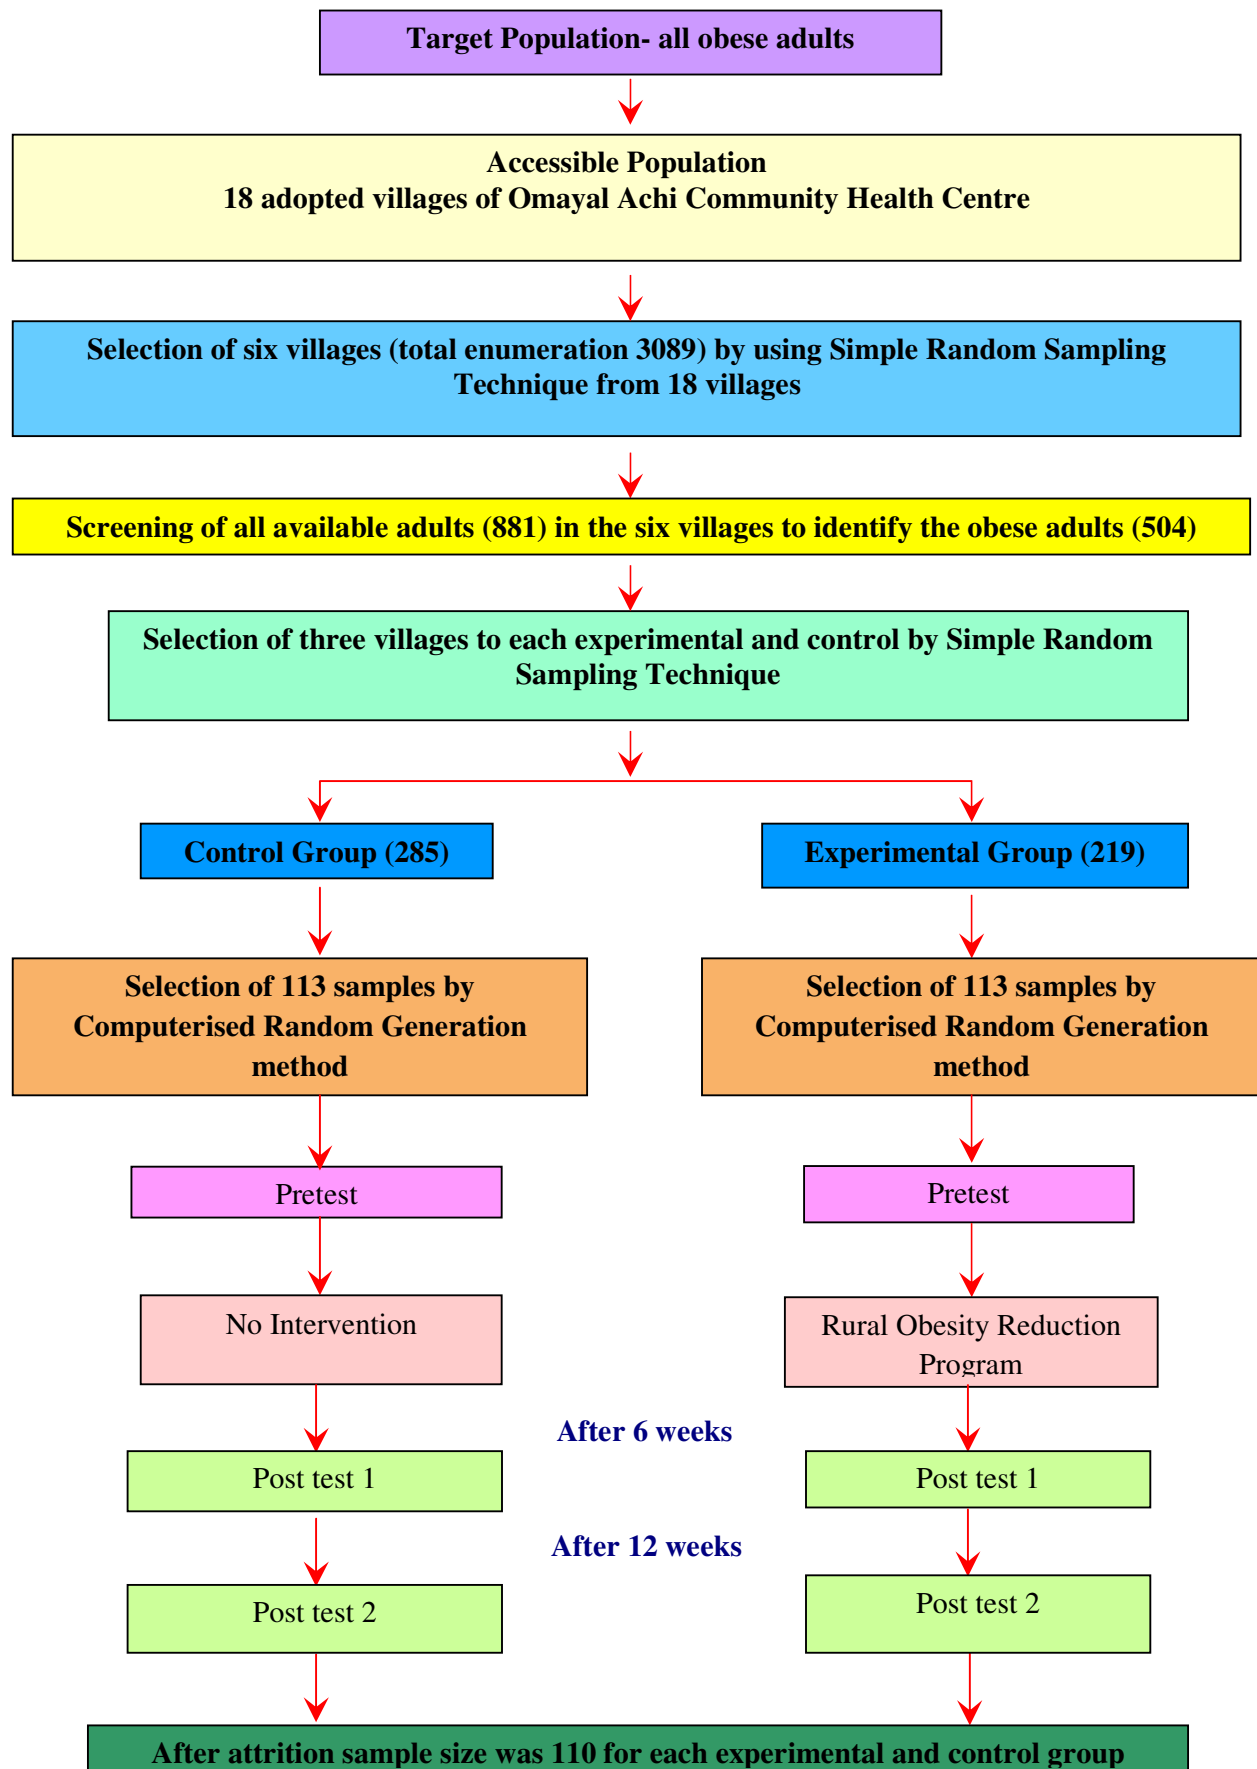 Target Population- all obese adults
Accessible Population
18 adopted villages of Omayal Achi Community Health Centre
Selection of six villages (total enumeration 3089) by using Simple Random Sampling
Technique from 18 villages
Screening of all available adults (881) in the six villages to identify the obese adults (504)
Selection of three villages to each experimental and control by Simple Random
Sampling Technique
Control Group (285)
Experimental Group (219)
Selection of 113 samples by
Computerised Random Generation
method
Selection of 113 samples by
Computerised Random Generation
method
Pretest
Pretest
No Intervention
Rural Obesity Reduction
Program
After 6 weeks
Post test 1
Post test 1
After 12 weeks
Post test 2
Post test 2
After attrition sample size was 110 for each experimental and control group